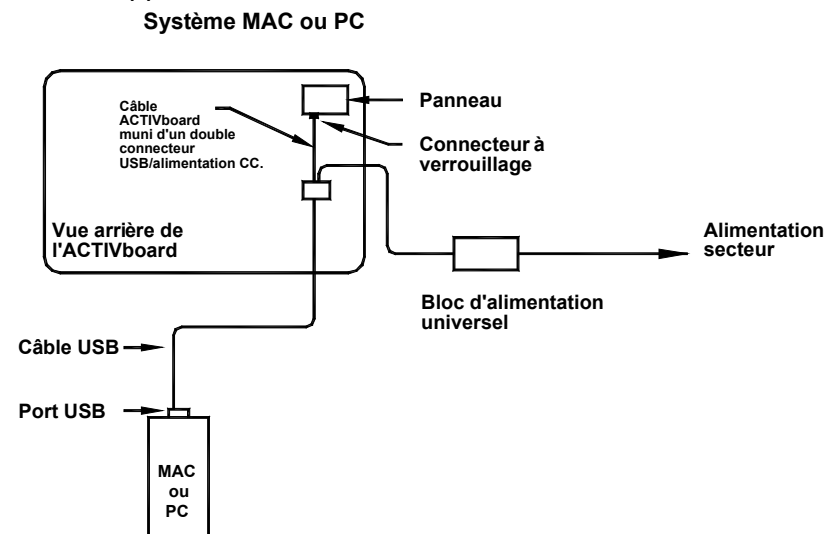 Système MAC ou PC
Câble
ACTIVboard
muni d'un double
connecteur
USB/alimentation CC.
Panneau
Connecteur à
verrouillage
Vue arrière de
l'ACTIVboard
Alimentation
secteur
Bloc d'alimentation
universel
Câble USB
Port USB
MAC
ou
PC